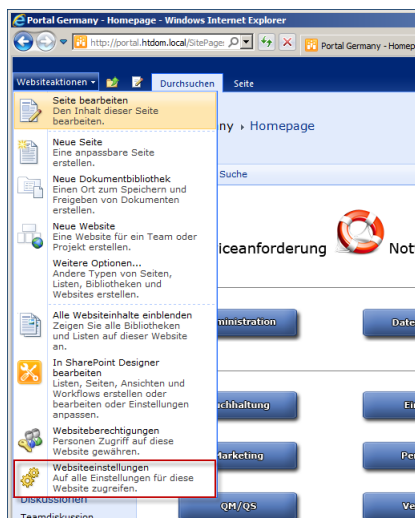 Portal Germany - Homepage - Windows Internet Explorer
http://portal.htdom.local/SitePage
Portal Germany - Homep
Websiteaktionen
Durchsuchen
Seite
Seite bearbeiten
Den Inhalt dieser Seite
bearbeiten.
ny Homepage
Neue Seite
Eine anpassbare Seite
erstellen.
Suche
Neue Dokumentbibliothek
Einen Ort zum Speichern und
Freigeben von Dokumenten
erstellen.
Neue Website
Eine Website für ein Team oder
Projekt erstellen.
iceanforderung
Not
Weitere Optionen...
Andere Typen von Seiten,
Listen, Bibliotheken und
Websites erstellen.
Alle Websiteinhalte einblenden
Zeigen Sie alle Bibliotheken
und Listen auf dieser Website
an.
ministration
Date
In SharePoint Designer
bearbeiten
Listen, Seiten, Ansichten und
Workflows erstellen oder
bearbeiten oder Einstellungen
anpassen.
chhaltung
Ei
Websiteberechtigungen
Personen Zugriff auf diese
Website gewähren.
Marketing
Pe
Websiteeinstellungen
Auf alle Einstellungen für diese
Website zugreifen.
Diskussionen
Teamdiskussion
QM/QS
Ve